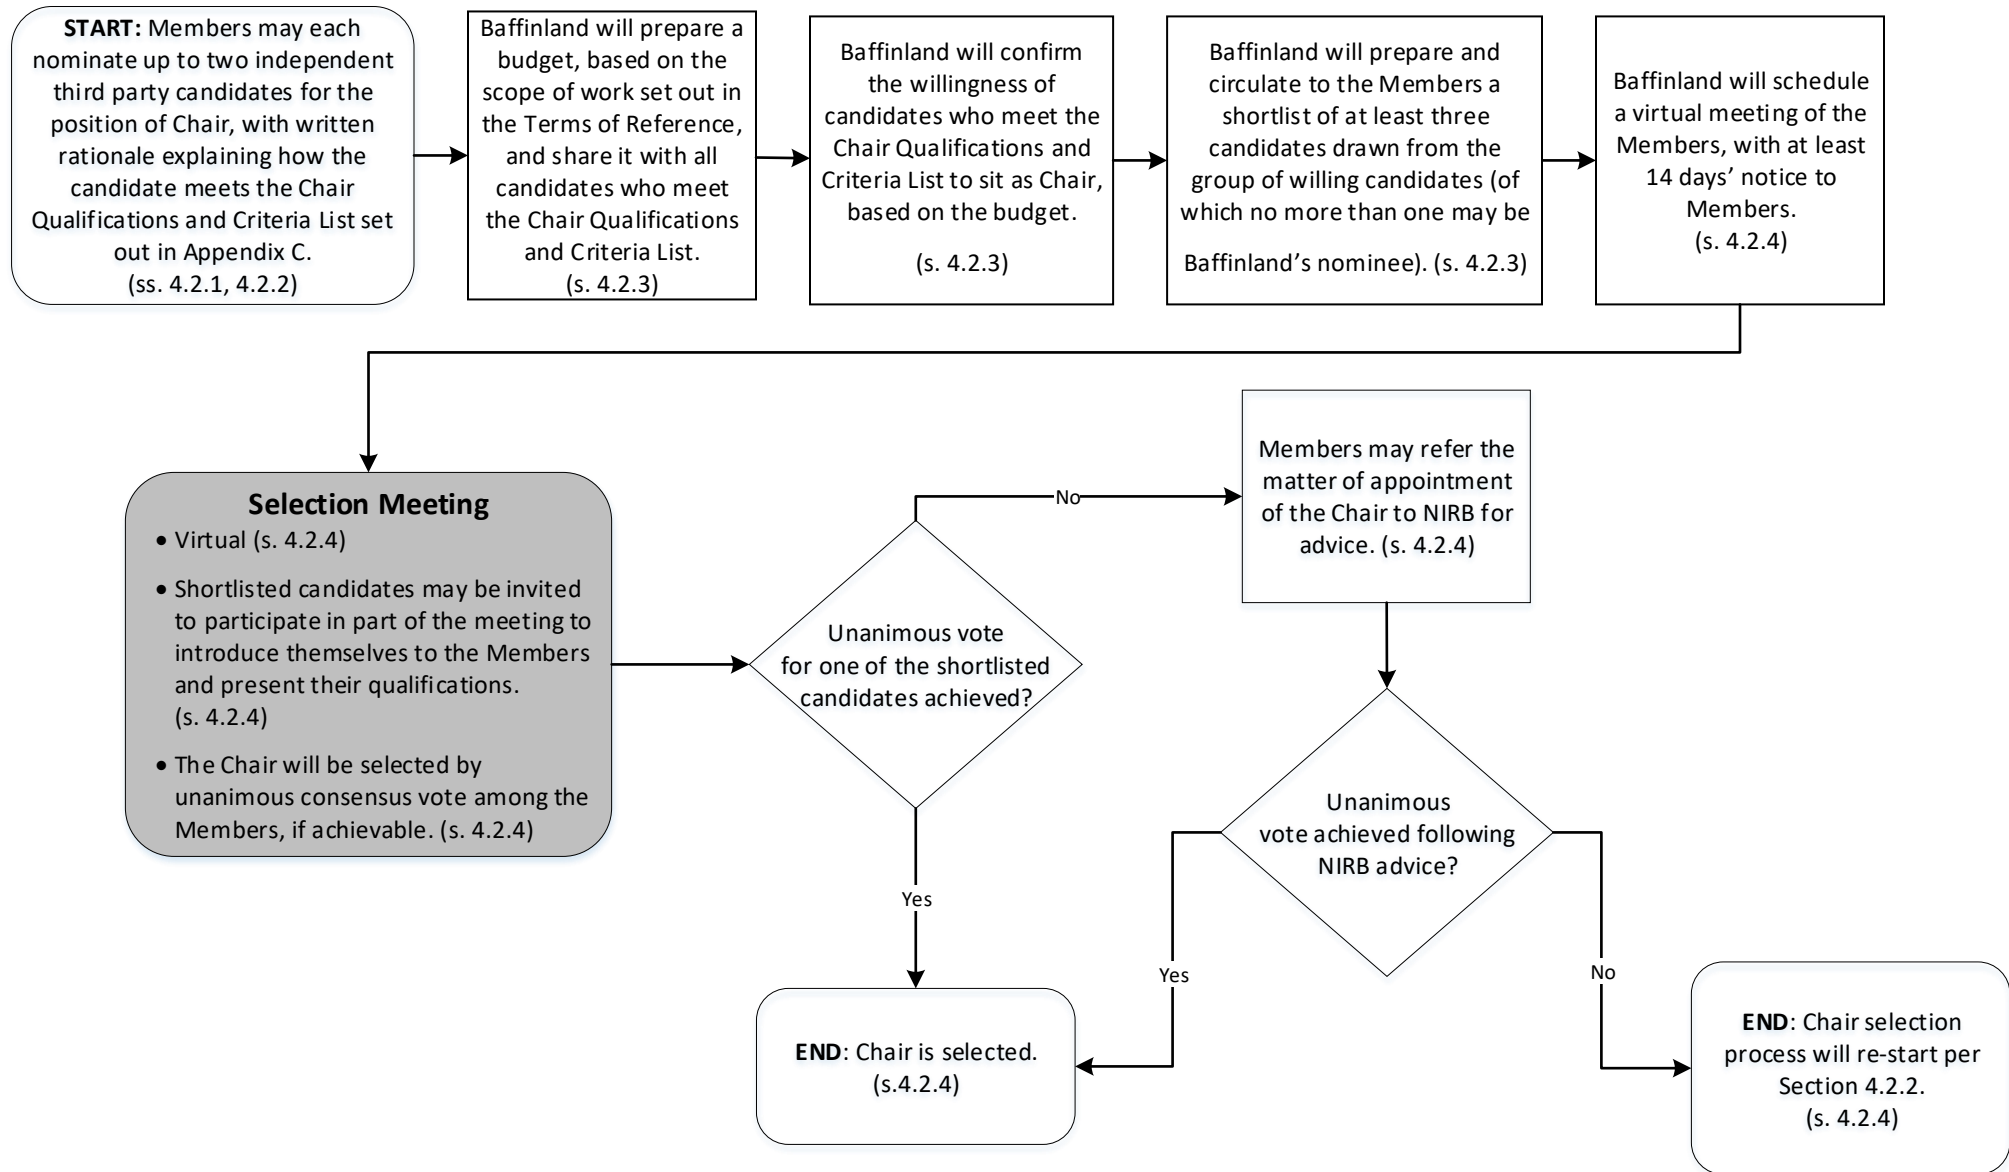 START: Members may each
nominate up to two independent
third party candidates for the
position of Chair, with written
rationale explaining how the
candidate meets the Chair
Qualifications and Criteria List set
out in Appendix C.
(ss. 4.2.1, 4.2.2)
Baffinland will prepare a
budget, based on the
scope of work set out in
the Terms of Reference,
and share it with all
candidates who meet
the Chair Qualifications
and Criteria List.
(s. 4.2.3)
Baffinland will confirm
the willingness of
candidates who meet the
Chair Qualifications and
Criteria List to sit as Chair,
based on the budget.
(s. 4.2.3)
Baffinland will prepare and
circulate to the Members a
shortlist of at least three
candidates drawn from the
group of willing candidates (of
which no more than one may be
Baffinland’s nominee). (s. 4.2.3)
Baffinland will schedule
a virtual meeting of the
Members, with at least
14 days’ notice to
Members.
(s. 4.2.4)
Selection Meeting
• Virtual (s. 4.2.4)
• Shortlisted candidates may be invited
to participate in part of the meeting to
introduce themselves to the Members
and present their qualifications.
(s. 4.2.4)
• The Chair will be selected by
unanimous consensus vote among the
Members, if achievable. (s. 4.2.4)
Unanimous vote
for one of the shortlisted
candidates achieved?
No
Members may refer the
matter of appointment
of the Chair to NIRB for
advice. (s. 4.2.4)
Unanimous
vote achieved following
NIRB advice?
Yes
Yes
No
END: Chair is selected.
(s.4.2.4)
END: Chair selection
process will re-start per
Section 4.2.2.
(s. 4.2.4)